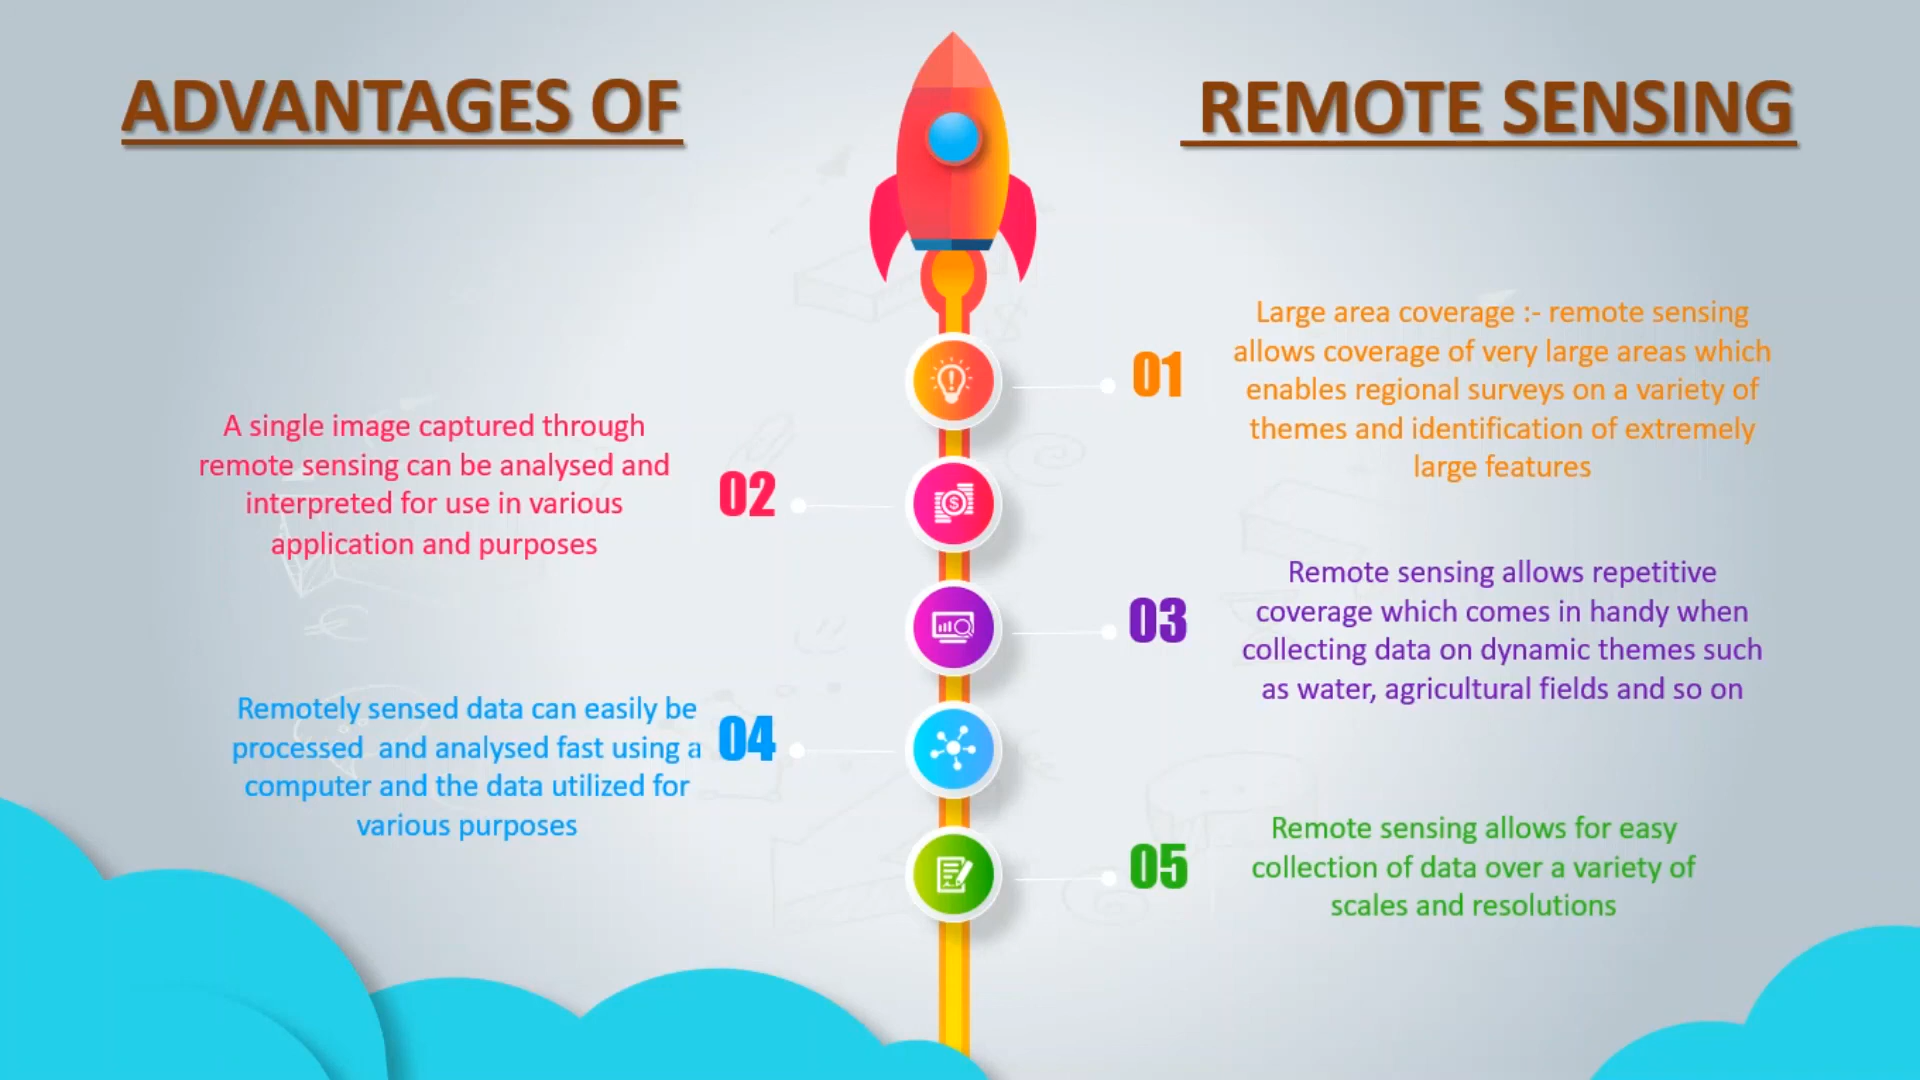 ADVANTAGES OF REMOTE SENSING
01
Large area coverage :- remote sensing
allows coverage of very large areas which
enables regional surveys on a variety of
themes and identification of extremely
large features
02
A single image captured through
remote sensing can be analysed and
interpreted for use in various
application and purposes
03
Remote sensing allows repetitive
coverage which comes in handy when
collecting data on dynamic themes such
as water, agricultural fields and so on
04
Remotely sensed data can easily be
processed  and analysed fast using a
computer and the data utilized for
various purposes
05
Remote sensing allows for easy
collection of data over a variety of
scales and resolutions